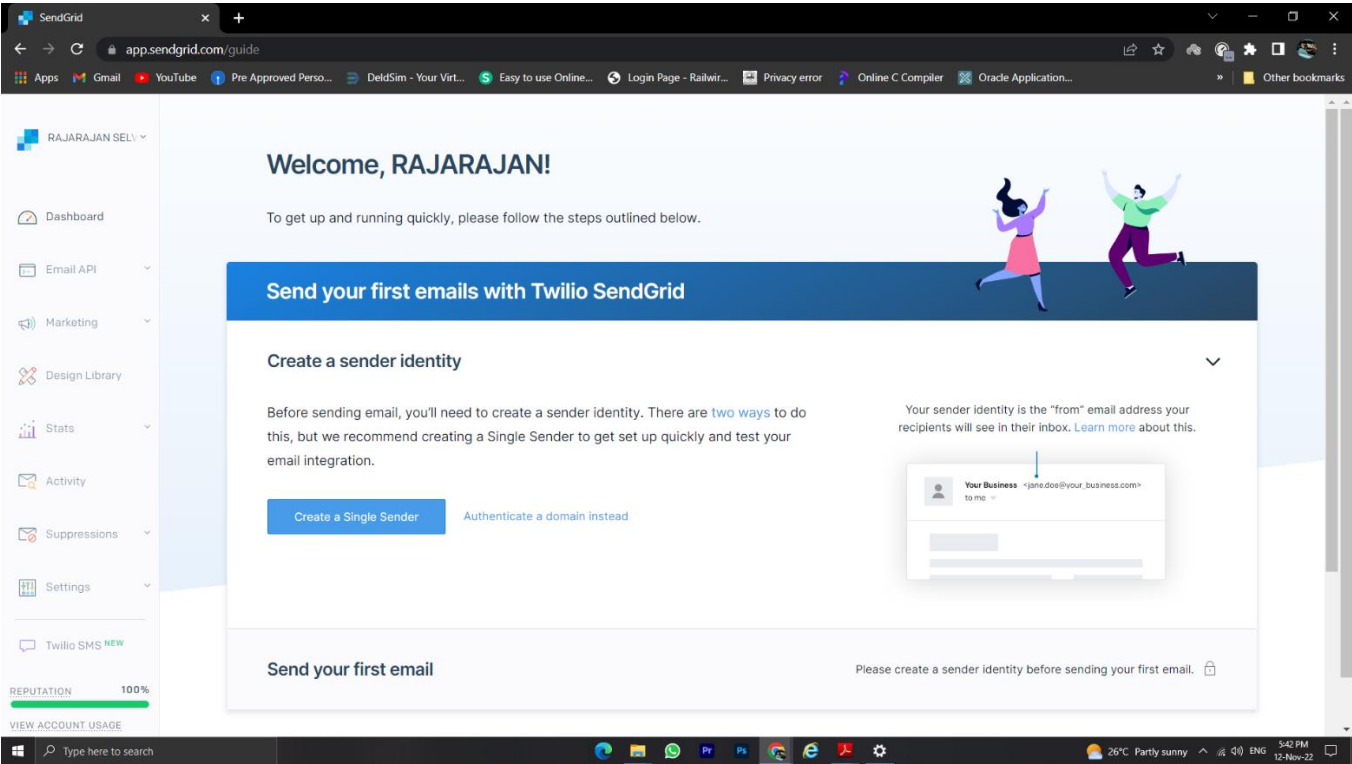 SendGrid
app.sendgrid.com/guide
Apps Gmail YouTube Pre Approved Perso... DeldSim - Your Virt... Easy to use Online... Login Page - Railwir... Privacy error Online C Compiler Oracle Application... » Other bookmarks
RAJARAJAN SELV
Dashboard
Email API
Marketing
Design Library
Stats
Activity
Suppressions
Settings
Twilio SMS NEW
REPUTATION 100%
VIEW ACCOUNT USAGE
Welcome, RAJARAJAN!
To get up and running quickly, please follow the steps outlined below.
Send your first emails with Twilio SendGrid
Create a sender identity
Before sending email, you'll need to create a sender identity. There are two ways to do
this, but we recommend creating a Single Sender to get set up quickly and test your
email integration.
Create a Single Sender Authenticate a domain instead
Your sender identity is the "from" email address your
recipients will see in their inbox. Learn more about this.
Your Business <jane.doe@your_business.com>
to me
Send your first email
Please create a sender identity before sending your first email.
Type here to search
Pr Ps
26°C Partly sunny ENG 5:42 PM
12-Nov-22